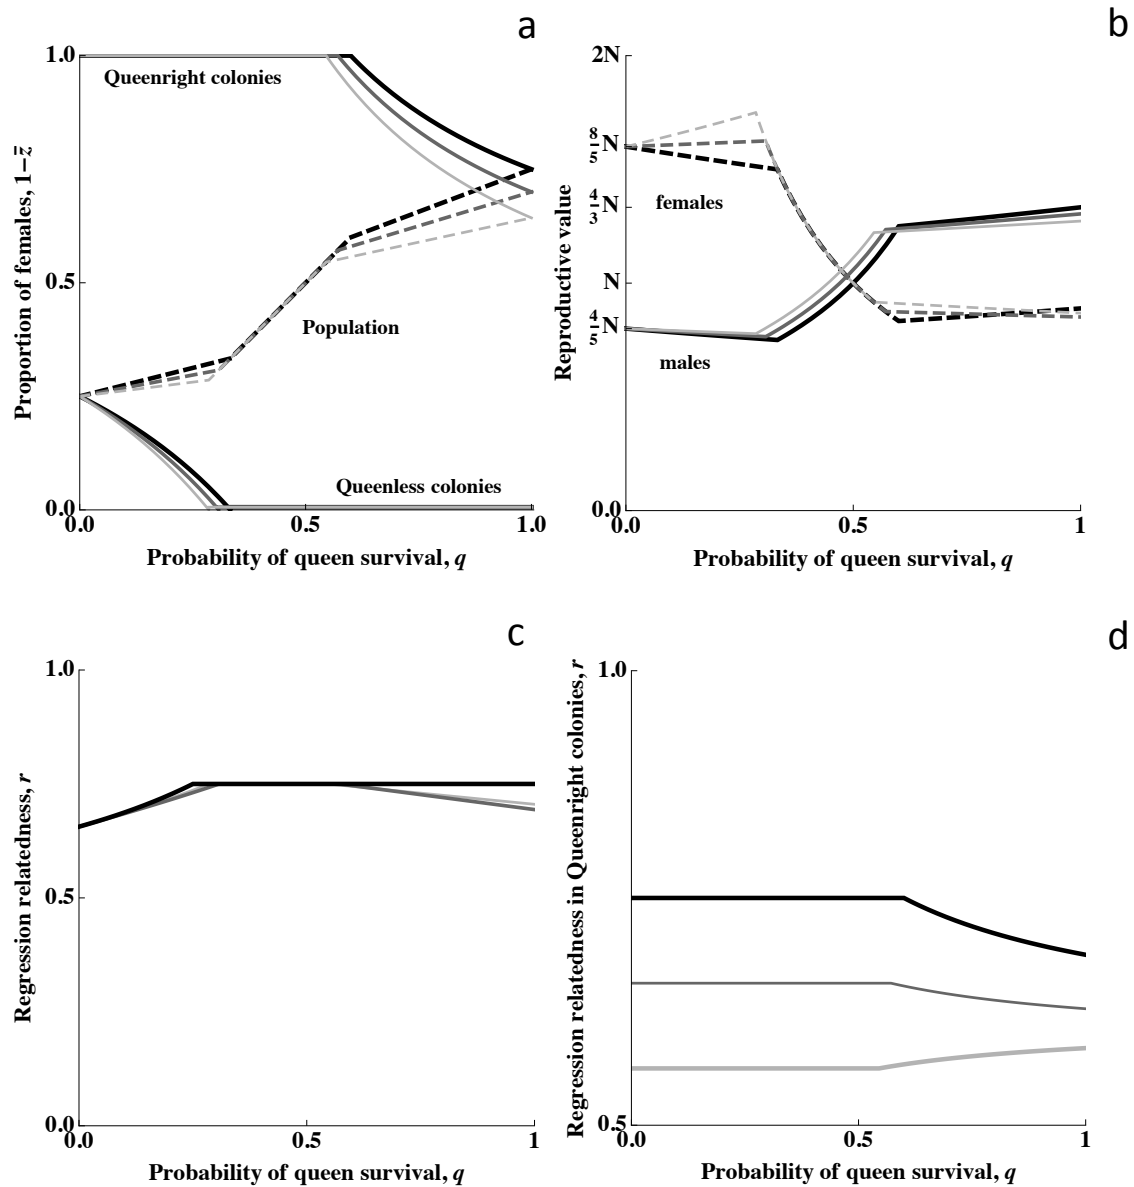 a
Proportion of females, 1−z̄
1.0
0.5
0.0
Queenright colonies
Population
Queenless colonies
0.0 0.5 1.0
Probability of queen survival, q
b
Reproductive value
2N
8/5 N
4/3 N
N
4/5 N
0.0
females
males
0.0 0.5 1
Probability of queen survival, q
c
Regression relatedness, r
1.0
0.5
0.0
0.0 0.5 1
Probability of queen survival, q
d
Regression relatedness in Queenright colonies, r
1.0
0.5
0.0 0.5 1
Probability of queen survival, q